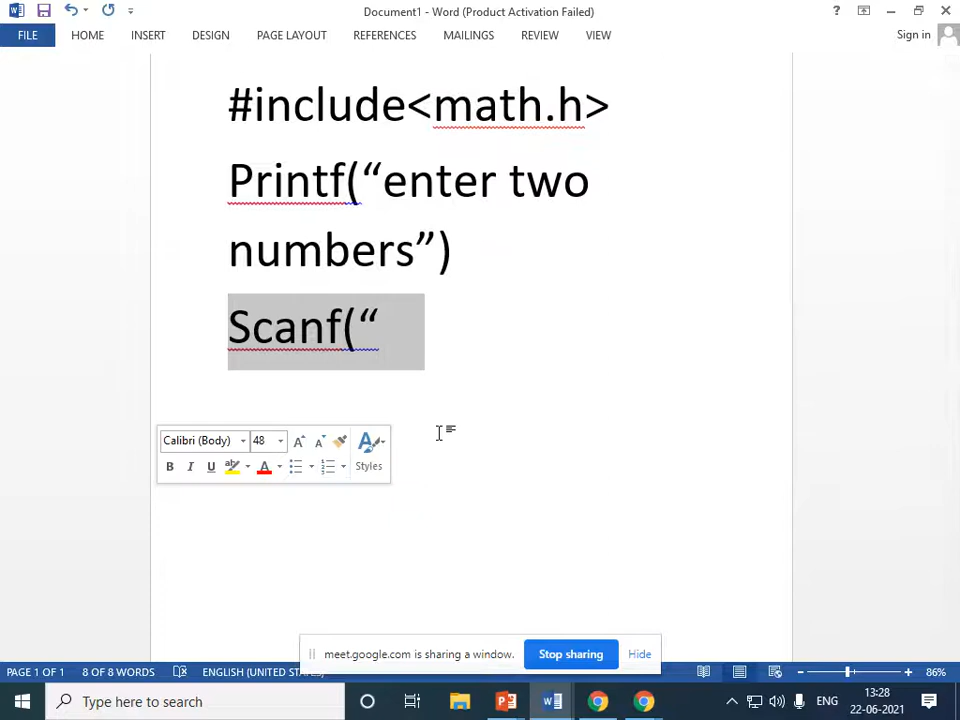 Document1 - Word (Product Activation Failed)
FILE HOME INSERT DESIGN PAGE LAYOUT REFERENCES MAILINGS REVIEW VIEW Sign in
#include<math.h>
Printf(“enter two
numbers”)
Scanf(“
Calibri (Body) 48
B I U ab A Styles
meet.google.com is sharing a window. Stop sharing Hide
PAGE 1 OF 1 8 OF 8 WORDS ENGLISH (UNITED STATES) 86%
Type here to search
ENG
13:28
22-06-2021